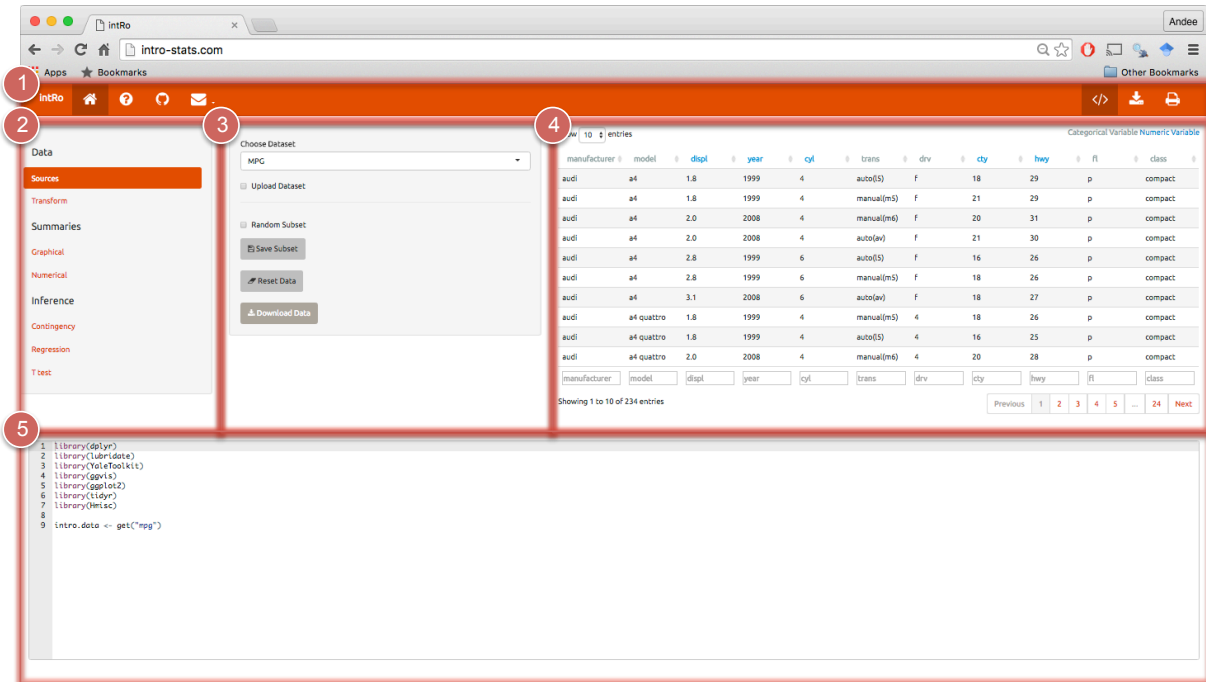 intRo
Andee
intro-stats.com
Apps Bookmarks Other Bookmarks
1
intRo
</>
2
Data
Sources
Transform
Summaries
Graphical
Numerical
Inference
Contingency
Regression
T test
3
Choose Dataset
MPG
Upload Dataset
Random Subset
Save Subset
Reset Data
Download Data
4
10 entries
Categorical Variable Numeric Variable
manufacturer model displ year cyl trans drv cty hwy fl class
audi a4 1.8 1999 4 auto(l5) f 18 29 p compact
audi a4 1.8 1999 4 manual(m5) f 21 29 p compact
audi a4 2.0 2008 4 manual(m6) f 20 31 p compact
audi a4 2.0 2008 4 auto(av) f 21 30 p compact
audi a4 2.8 1999 6 auto(l5) f 16 26 p compact
audi a4 2.8 1999 6 manual(m5) f 18 26 p compact
audi a4 3.1 2008 6 auto(av) f 18 27 p compact
audi a4 quattro 1.8 1999 4 manual(m5) 4 18 26 p compact
audi a4 quattro 1.8 1999 4 auto(l5) 4 16 25 p compact
audi a4 quattro 2.0 2008 4 manual(m6) 4 20 28 p compact
manufacturer model displ year cyl trans drv cty hwy fl class
Showing 1 to 10 of 234 entries
Previous 1 2 3 4 5 ... 24 Next
5
1 library(dplyr)
2 library(lubridate)
3 library(YaleToolkit)
4 library(ggvis)
5 library(ggplot2)
6 library(tidyr)
7 library(Hmisc)
8
9 intro.data <- get("mpg")